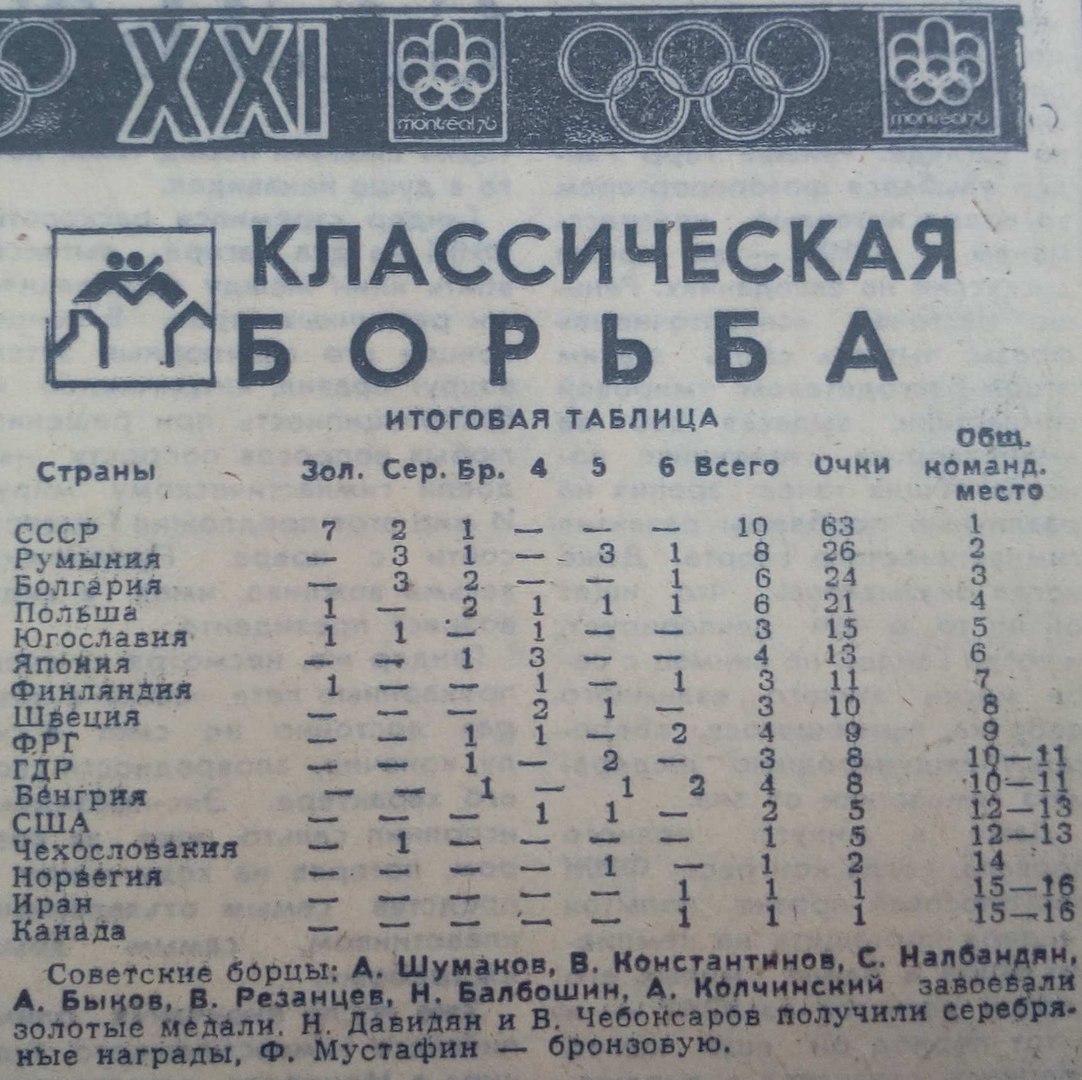 XXI montréal 76 montréal 76
КЛАССИЧЕСКАЯ
БОРЬБА
ИТОГОВАЯ ТАБЛИЦА
Страны Зол. Сер. Бр. 4 5 6 Всего Очки Общ. команд. место
СССР 7 2 1 — — — 10 63 1
Румыния — 3 1 — 3 1 8 26 2
Болгария — 3 2 — — 1 6 24 3
Польша 1 — 2 1 1 1 6 21 4
Югославия 1 1 — 1 — — 3 15 5
Япония — — 1 3 — — 4 13 6
Финляндия 1 — — 1 — 1 3 11 7
Швеция — — — 2 1 — 3 10 8
ФРГ — — 1 1 — 2 4 9 9
ГДР — — 1 — 2 — 3 8 10—11
Венгрия — — 1 — 1 2 4 8 10—11
США — — — 1 1 — 2 5 12—13
Чехословакия — 1 — — — — 1 5 12—13
Норвегия — — — — 1 — 1 2 14
Иран — — — — — 1 1 1 15—16
Канада — — — — — 1 1 1 15—16
Советские борцы: А. Шумаков, В. Константинов, С. Налбандян,
А. Быков, В. Резанцев, Н. Балбошин, А. Колчинский завоевали
золотые медали. Н. Давидян и В. Чебоксаров получили серебря-
ные награды, Ф. Мустафин — бронзовую.